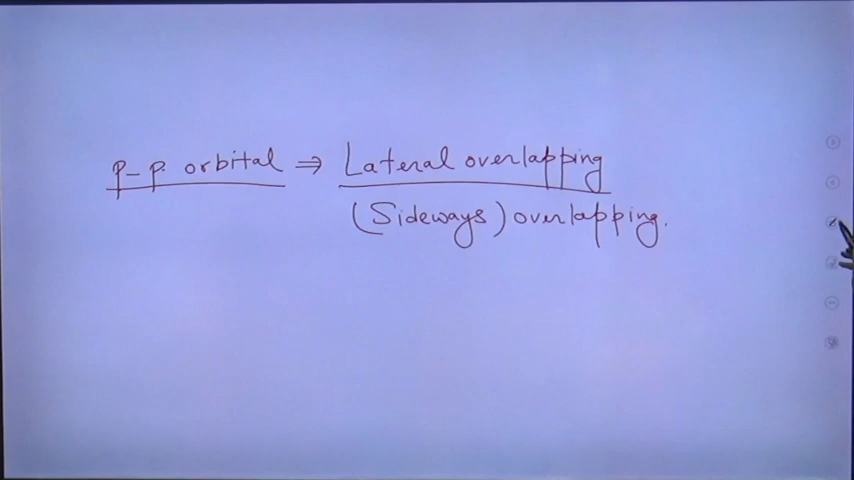 p-p orbital ⇒ Lateral overlapping
(Sideways) overlapping.